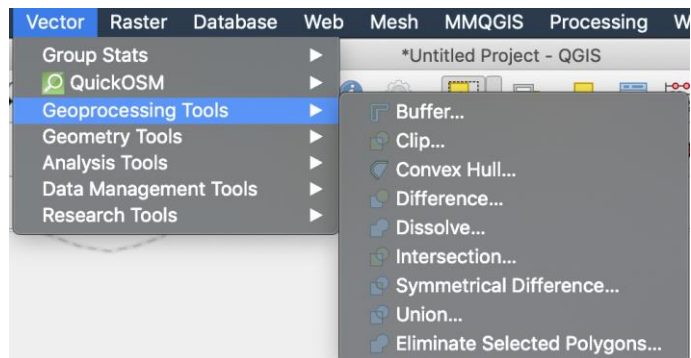 Vector Raster Database Web Mesh MMQGIS Processing W
*Untitled Project - QGIS
Group Stats
QuickOSM
Geoprocessing Tools
Geometry Tools
Analysis Tools
Data Management Tools
Research Tools
Buffer...
Clip...
Convex Hull...
Difference...
Dissolve...
Intersection...
Symmetrical Difference...
Union...
Eliminate Selected Polygons...